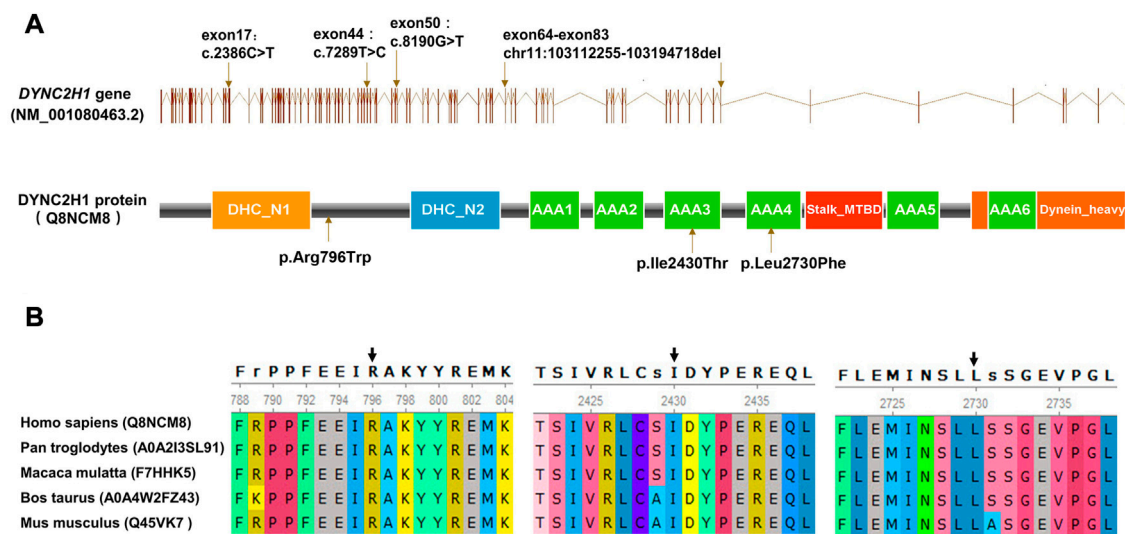 A
exon17:
c.2386C>T
exon44 :
c.7289T>C
exon50 :
c.8190G>T
exon64-exon83
chr11:103112255-103194718del
DYNC2H1 gene
(NM_001080463.2)
DYNC2H1 protein
( Q8NCM8 )
DHC_N1 DHC_N2 AAA1 AAA2 AAA3 AAA4 Stalk_MTBD AAA5 AAA6 Dynein_heavy
p.Arg796Trp p.Ile2430Thr p.Leu2730Phe
B
F r P P F E E I R A K Y Y R E M K T S I V R L C s I D Y P E R E Q L F L E M I N S L L s S G E V P G L
788 790 792 794 796 798 800 802 804 2425 2430 2435 2725 2730 2735
Homo sapiens (Q8NCM8) F R P P F E E I R A K Y Y R E M K T S I V R L C S I D Y P E R E Q L F L E M I N S L L S S G E V P G L
Pan troglodytes (A0A2I3SL91) F R P P F E E I R A K Y Y R E M K T S I V R L C S I D Y P E R E Q L F L E M I N S L L S S G E V P G L
Macaca mulatta (F7HHK5) F R P P F E E I R A K Y Y R E M K T S I V R L C S I D Y P E R E Q L F L E M I N S L L S S G E V P G L
Bos taurus (A0A4W2FZ43) F K P P F E E I R A K Y Y R E M K T S I V R L C A I D Y P E R E Q L F L E M I N S L L S S G E V P G L
Mus musculus (Q45VK7 ) F R P P F E E I R A K Y Y R E M K T S I V R L C A I D Y P E R E Q L F L E M I N S L L A S G E V P G L